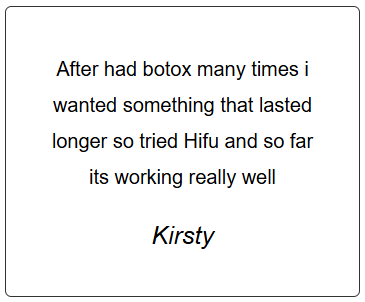 After had botox many times i
wanted something that lasted
longer so tried Hifu and so far
its working really well
Kirsty